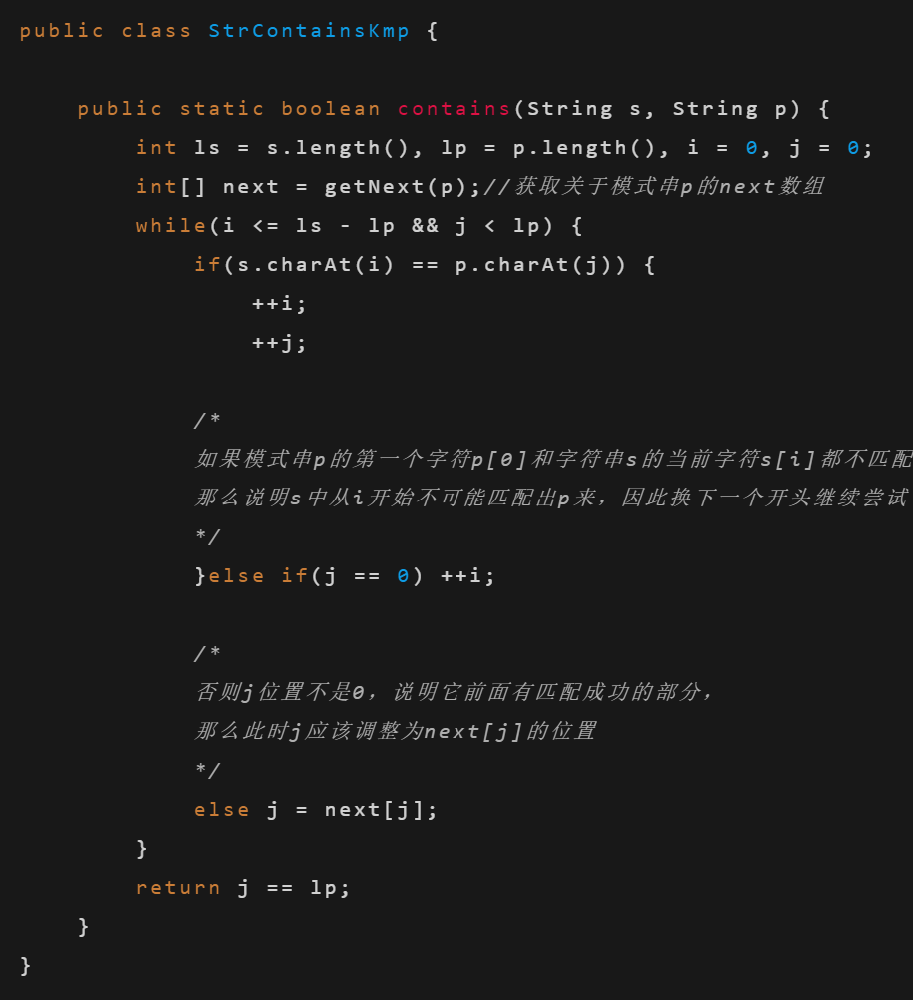 public class StrContainsKmp {
public static boolean contains(String s, String p) {
int ls = s.length(), lp = p.length(), i = 0, j = 0;
int[] next = getNext(p);//获取关于模式串p的next数组
while(i <= ls - lp && j < lp) {
if(s.charAt(i) == p.charAt(j)) {
++i;
++j;
/*
如果模式串p的第一个字符p[0]和字符串s的当前字符s[i]都不匹配
那么说明s中从i开始不可能匹配出p来，因此换下一个开头继续尝试
*/
}else if(j == 0) ++i;
/*
否则j位置不是0，说明它前面有匹配成功的部分，
那么此时j应该调整为next[j]的位置
*/
else j = next[j];
}
return j == lp;
}
}